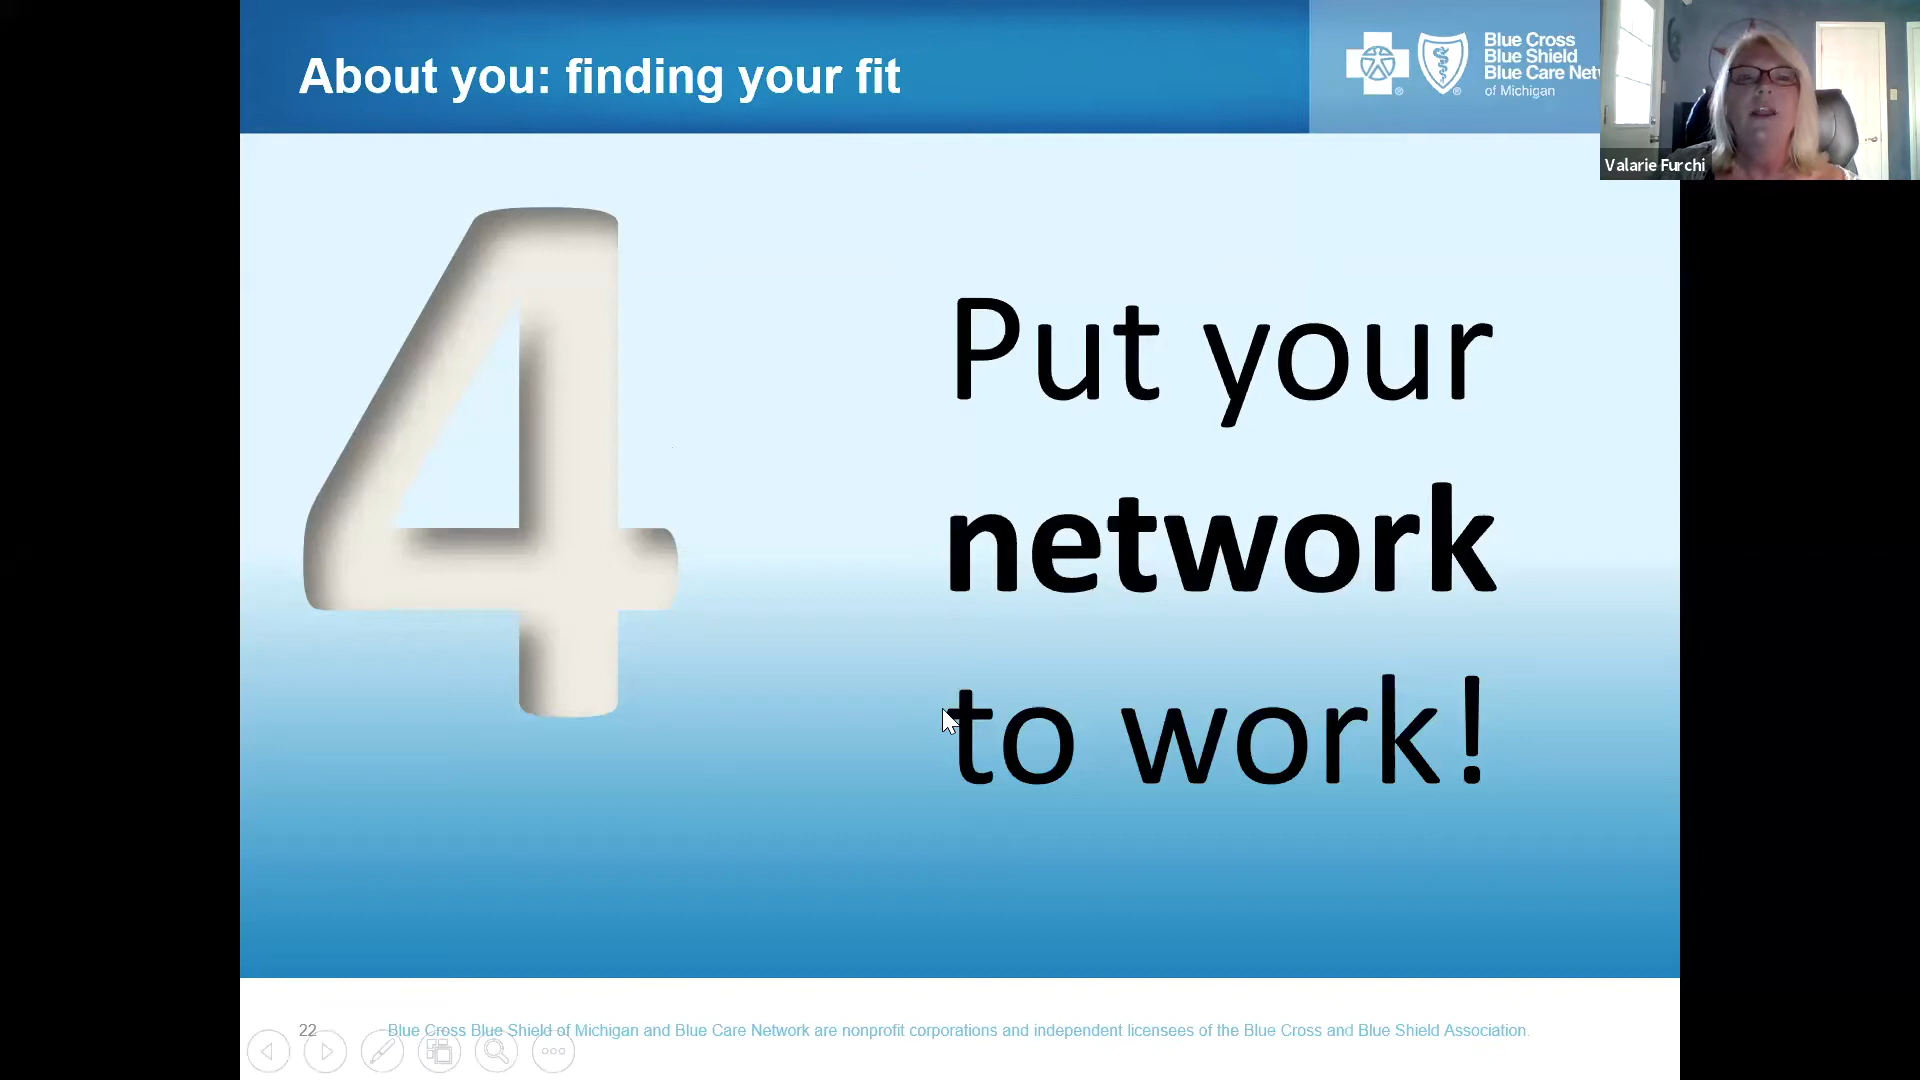 About you: finding your fit
Blue Cross
Blue Shield
Blue Care Net
of Michigan
Valarie Furchi
4
Put your
network
to work!
22
Blue Cross Blue Shield of Michigan and Blue Care Network are nonprofit corporations and independent licensees of the Blue Cross and Blue Shield Association.